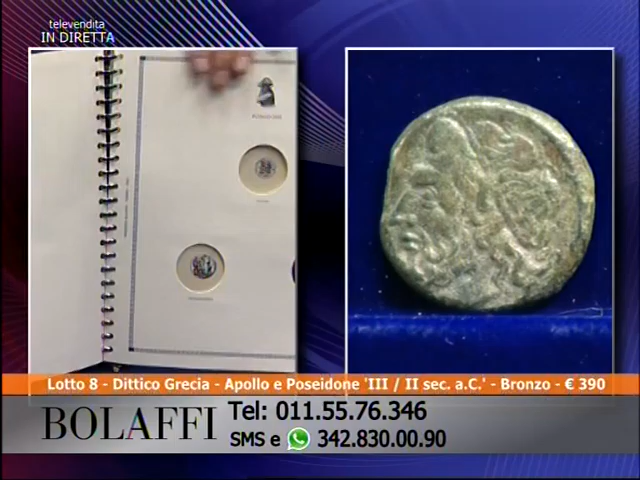 televendita
IN DIRETTA
Lotto 8 - Dittico Grecia - Apollo e Poseidone 'III / II sec. a.C.' - Bronzo - € 390
BOLAFFI
Tel: 011.55.76.346
SMS e 342.830.00.90